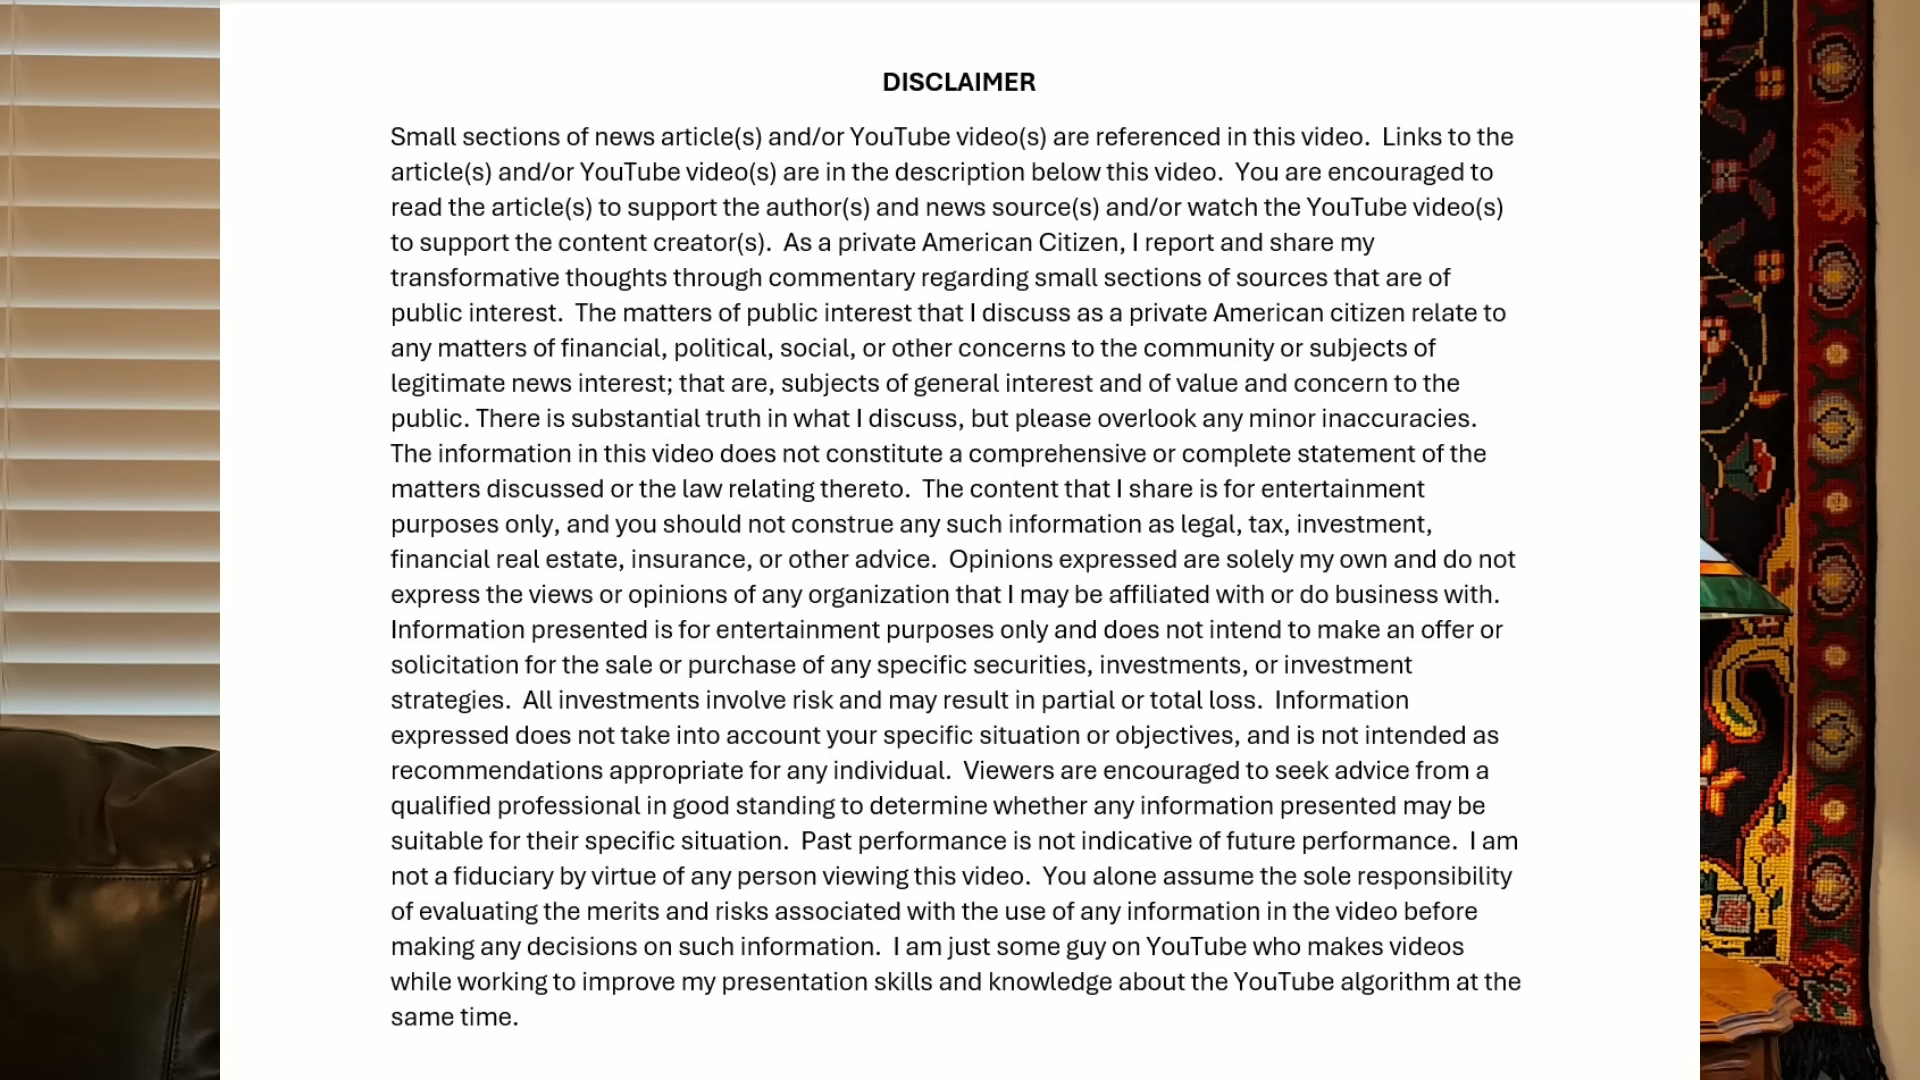 DISCLAIMER
Small sections of news article(s) and/or YouTube video(s) are referenced in this video.  Links to the
article(s) and/or YouTube video(s) are in the description below this video.  You are encouraged to
read the article(s) to support the author(s) and news source(s) and/or watch the YouTube video(s)
to support the content creator(s).  As a private American Citizen, I report and share my
transformative thoughts through commentary regarding small sections of sources that are of
public interest.  The matters of public interest that I discuss as a private American citizen relate to
any matters of financial, political, social, or other concerns to the community or subjects of
legitimate news interest; that are, subjects of general interest and of value and concern to the
public. There is substantial truth in what I discuss, but please overlook any minor inaccuracies.
The information in this video does not constitute a comprehensive or complete statement of the
matters discussed or the law relating thereto.  The content that I share is for entertainment
purposes only, and you should not construe any such information as legal, tax, investment,
financial real estate, insurance, or other advice.  Opinions expressed are solely my own and do not
express the views or opinions of any organization that I may be affiliated with or do business with.
Information presented is for entertainment purposes only and does not intend to make an offer or
solicitation for the sale or purchase of any specific securities, investments, or investment
strategies.  All investments involve risk and may result in partial or total loss.  Information
expressed does not take into account your specific situation or objectives, and is not intended as
recommendations appropriate for any individual.  Viewers are encouraged to seek advice from a
qualified professional in good standing to determine whether any information presented may be
suitable for their specific situation.  Past performance is not indicative of future performance.  I am
not a fiduciary by virtue of any person viewing this video.  You alone assume the sole responsibility
of evaluating the merits and risks associated with the use of any information in the video before
making any decisions on such information.  I am just some guy on YouTube who makes videos
while working to improve my presentation skills and knowledge about the YouTube algorithm at the
same time.